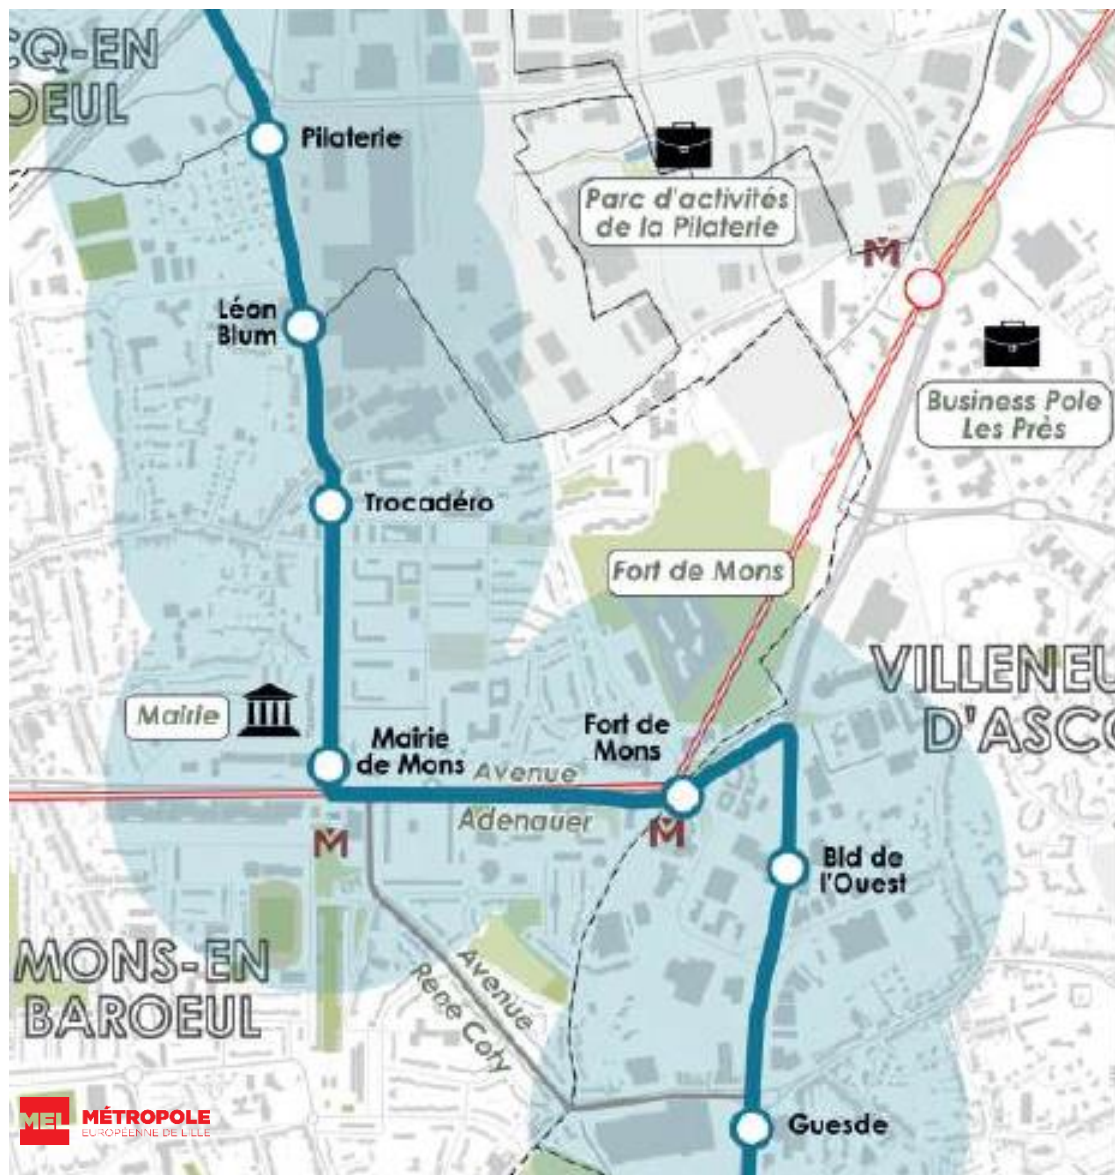 CQ-EN
OEUL
Pilaterie
Parc d'activités
de la Pilaterie
M
Léon
Blum
Business Pole
Les Près
Trocadéro
Fort de Mons
VILLENEU
D'ASCO
Mairie
Mairie
de Mons
Fort de
Mons
Avenue
Adenauer
M
M
Bld de
l'Ouest
MONS-EN
BAROEUL
Avenue
René Coty
Guesde
MEL MÉTROPOLE
EUROPÉENNE DE LILLE